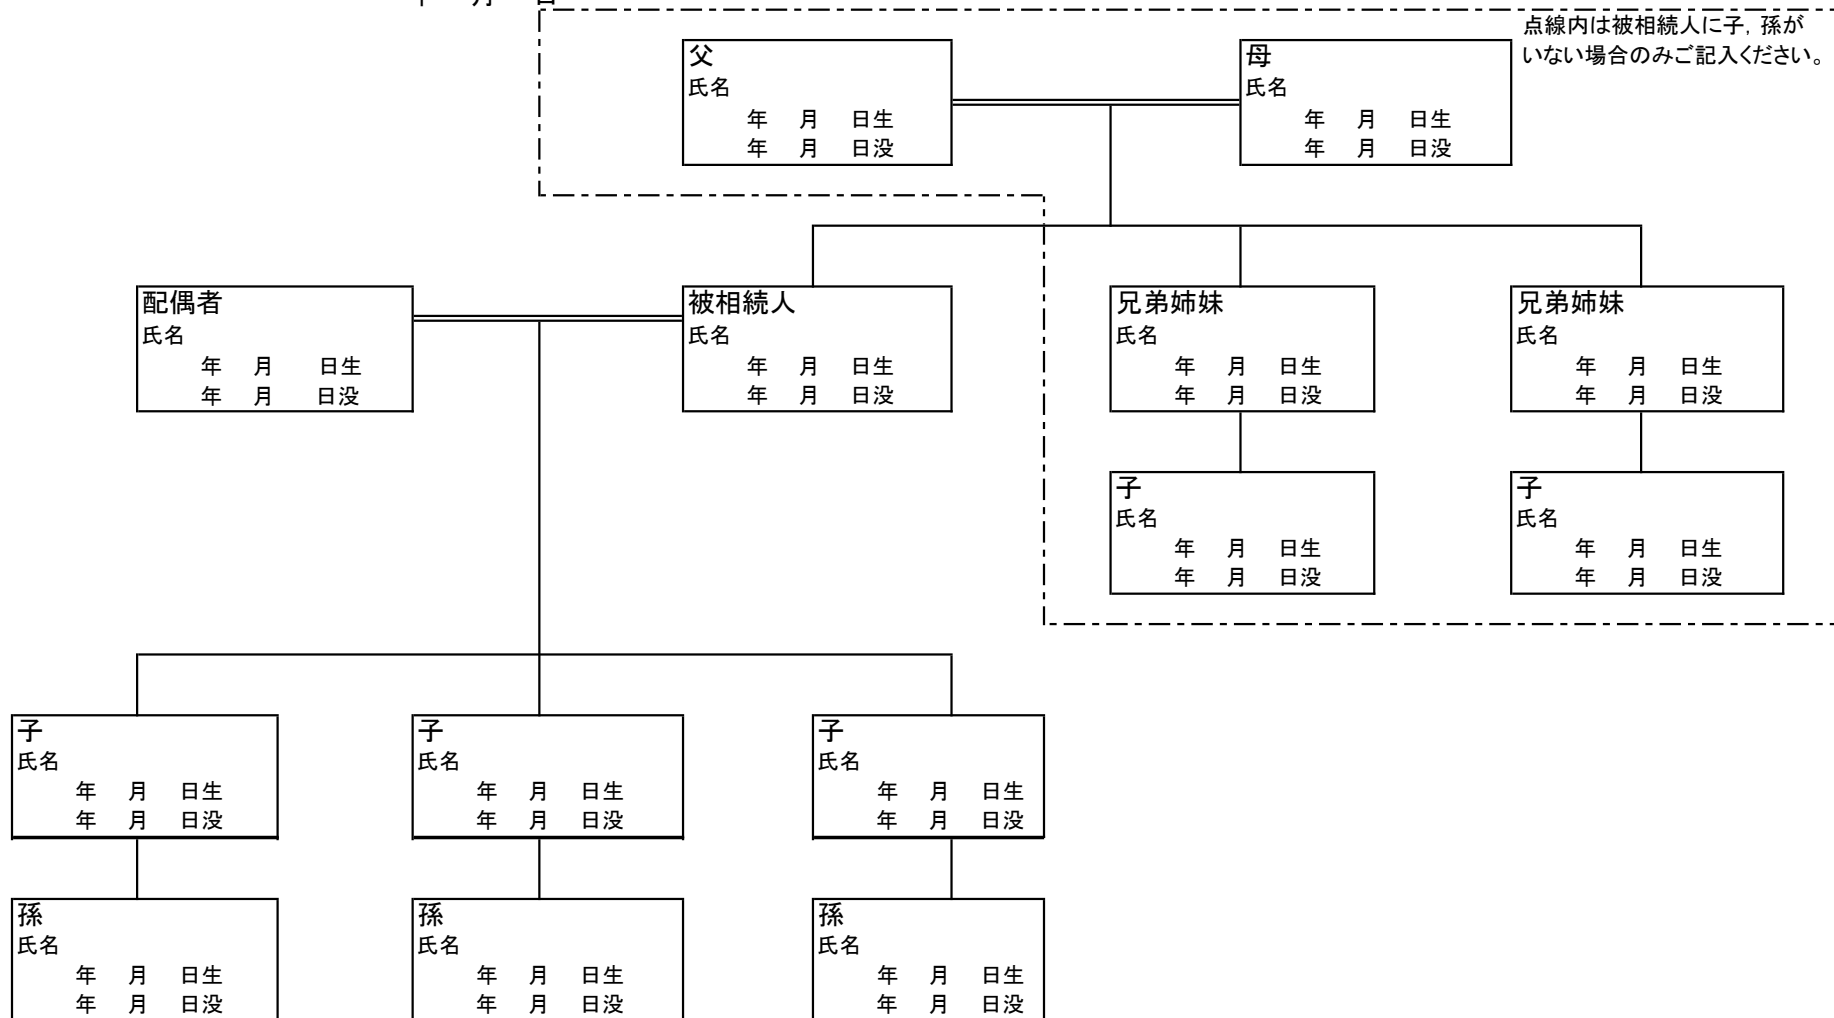 年 月 日
点線内は被相続人に子，孫が
いない場合のみご記入ください。
父
氏名
年 月 日生
年 月 日没
母
氏名
年 月 日生
年 月 日没
配偶者
氏名
年 月 日生
年 月 日没
被相続人
氏名
年 月 日生
年 月 日没
兄弟姉妹
氏名
年 月 日生
年 月 日没
兄弟姉妹
氏名
年 月 日生
年 月 日没
子
氏名
年 月 日生
年 月 日没
子
氏名
年 月 日生
年 月 日没
子
氏名
年 月 日生
年 月 日没
子
氏名
年 月 日生
年 月 日没
子
氏名
年 月 日生
年 月 日没
孫
氏名
年 月 日生
年 月 日没
孫
氏名
年 月 日生
年 月 日没
孫
氏名
年 月 日生
年 月 日没